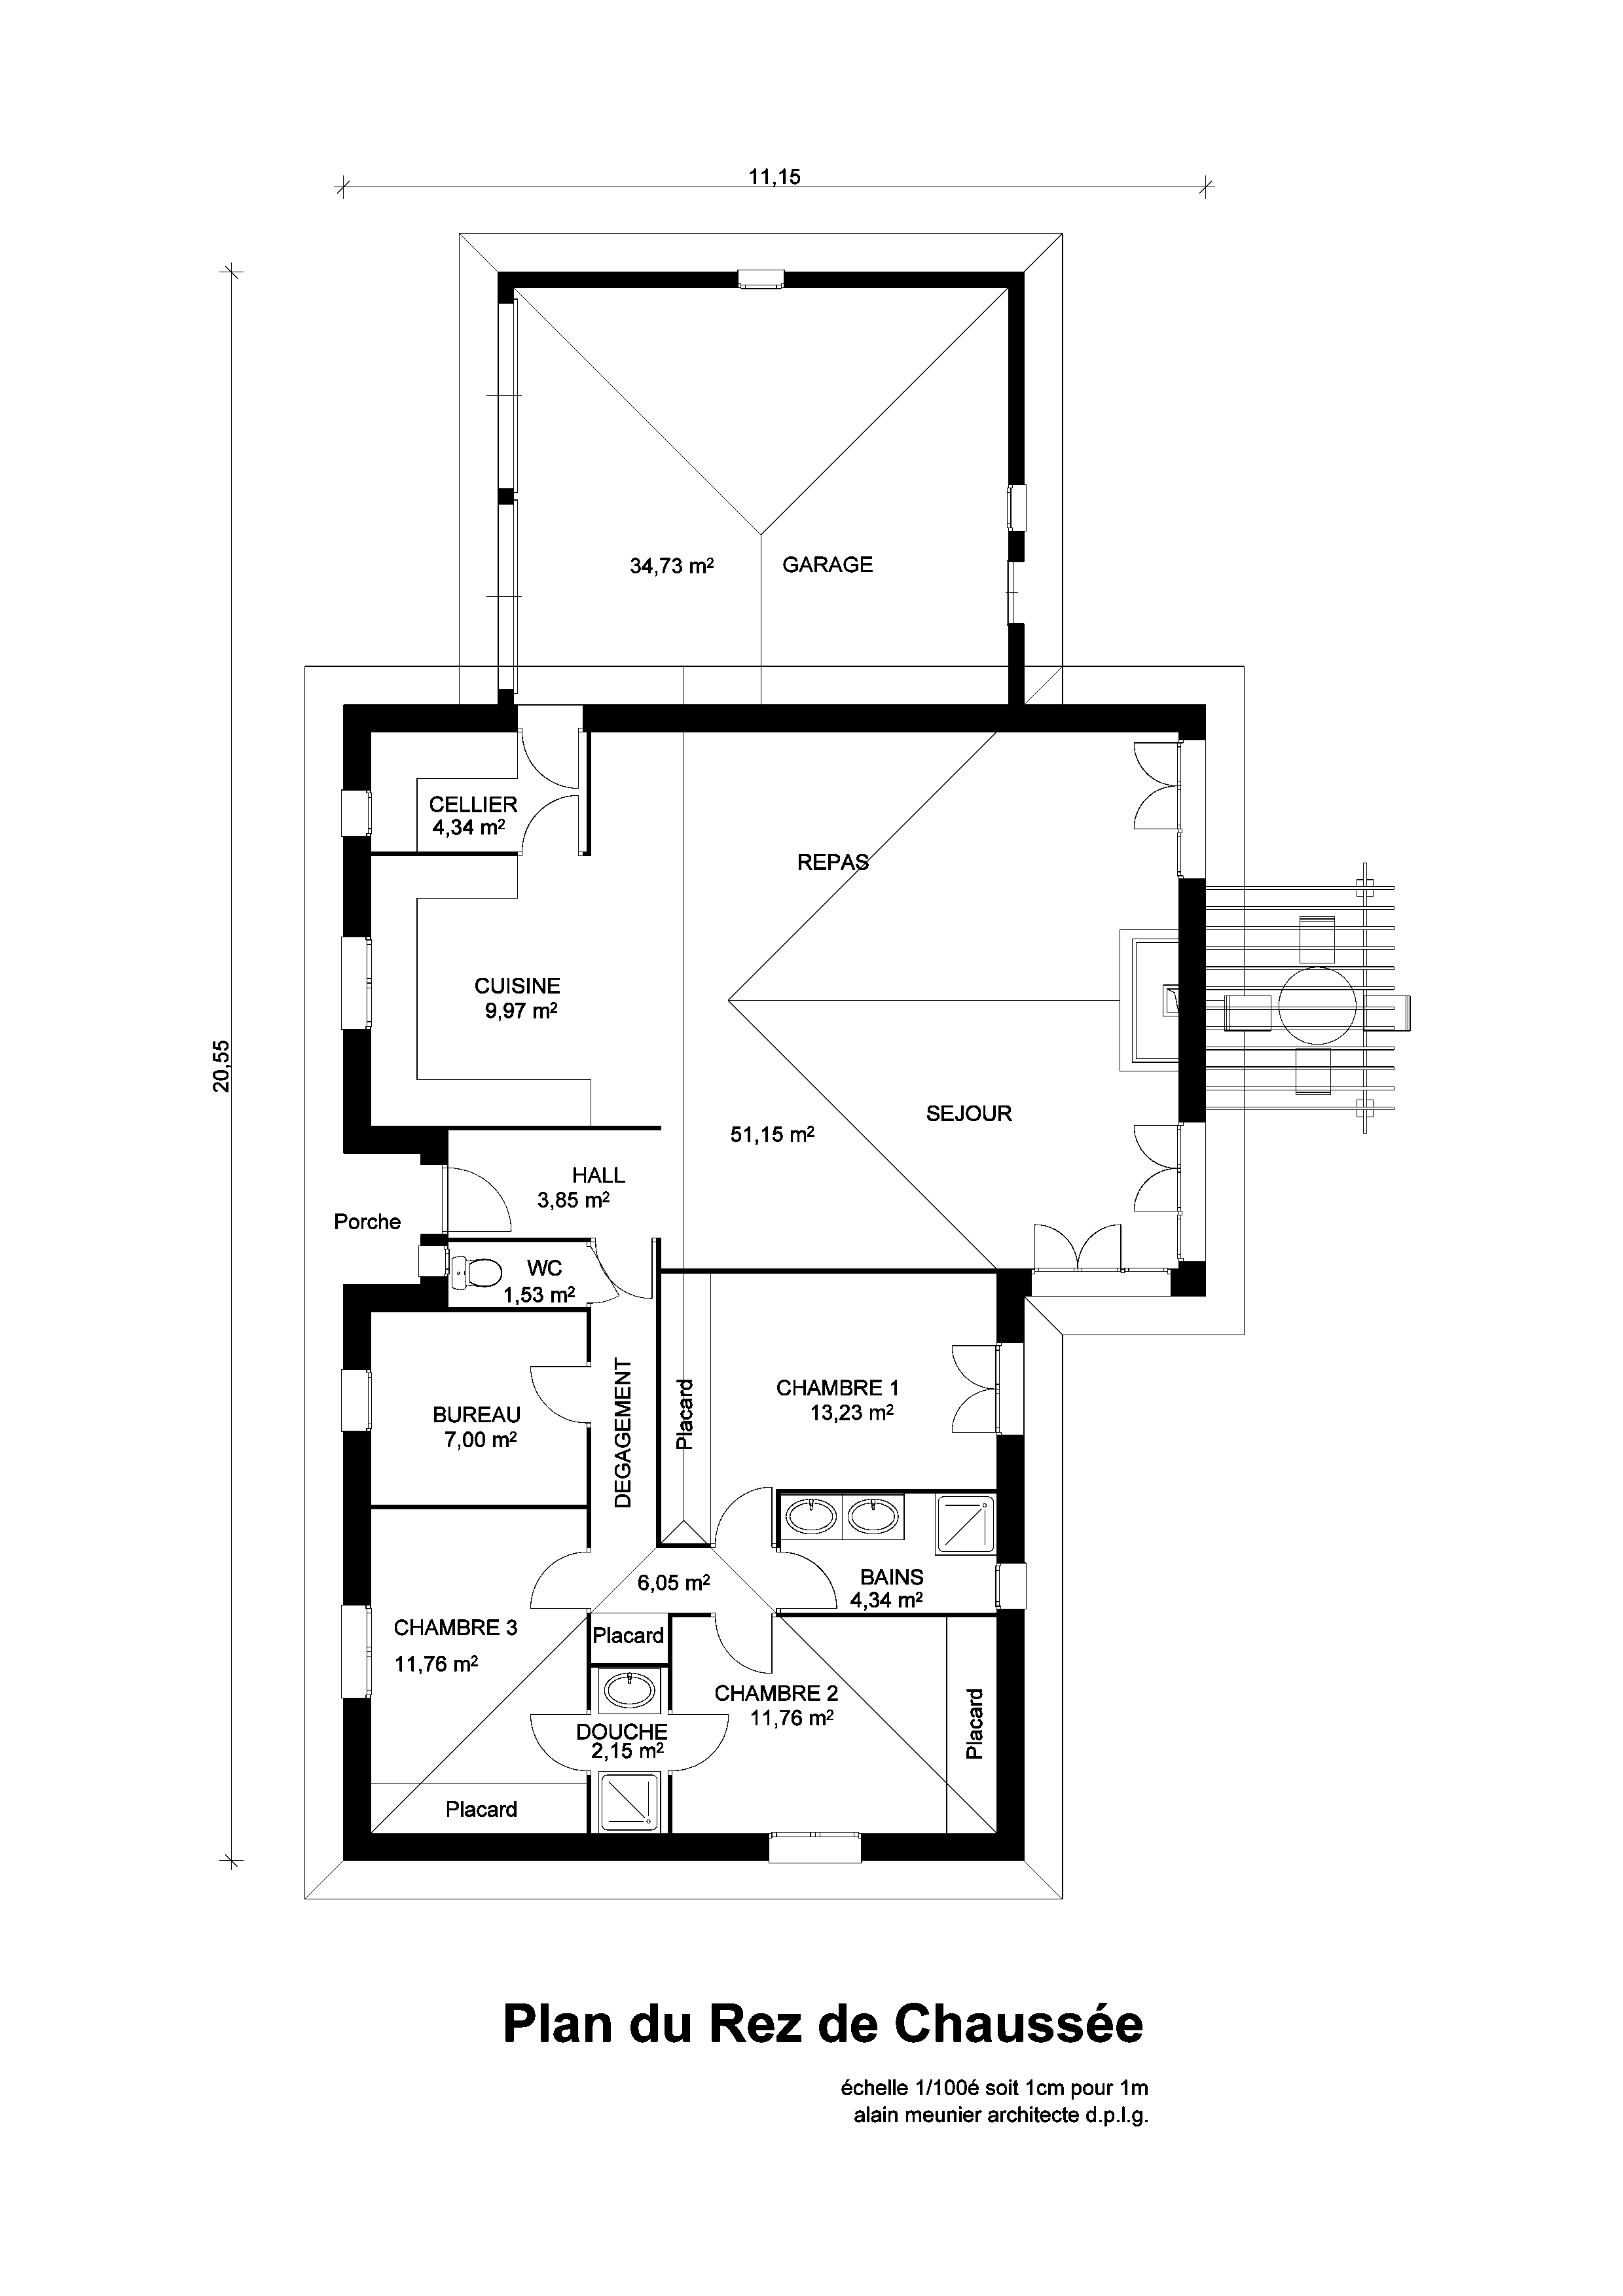 11,15
20,55
34,73 m²
GARAGE
CELLIER
4,34 m²
REPAS
CUISINE
9,97 m²
SEJOUR
51,15 m²
HALL
3,85 m²
Porche
WC
1,53 m²
DEGAGEMENT
Placard
CHAMBRE 1
13,23 m²
BUREAU
7,00 m²
6,05 m²
BAINS
4,34 m²
CHAMBRE 3
11,76 m²
Placard
CHAMBRE 2
11,76 m²
Placard
DOUCHE
2,15 m²
Placard
Plan du Rez de Chaussée
échelle 1/100é soit 1cm pour 1m
alain meunier architecte d.p.l.g.